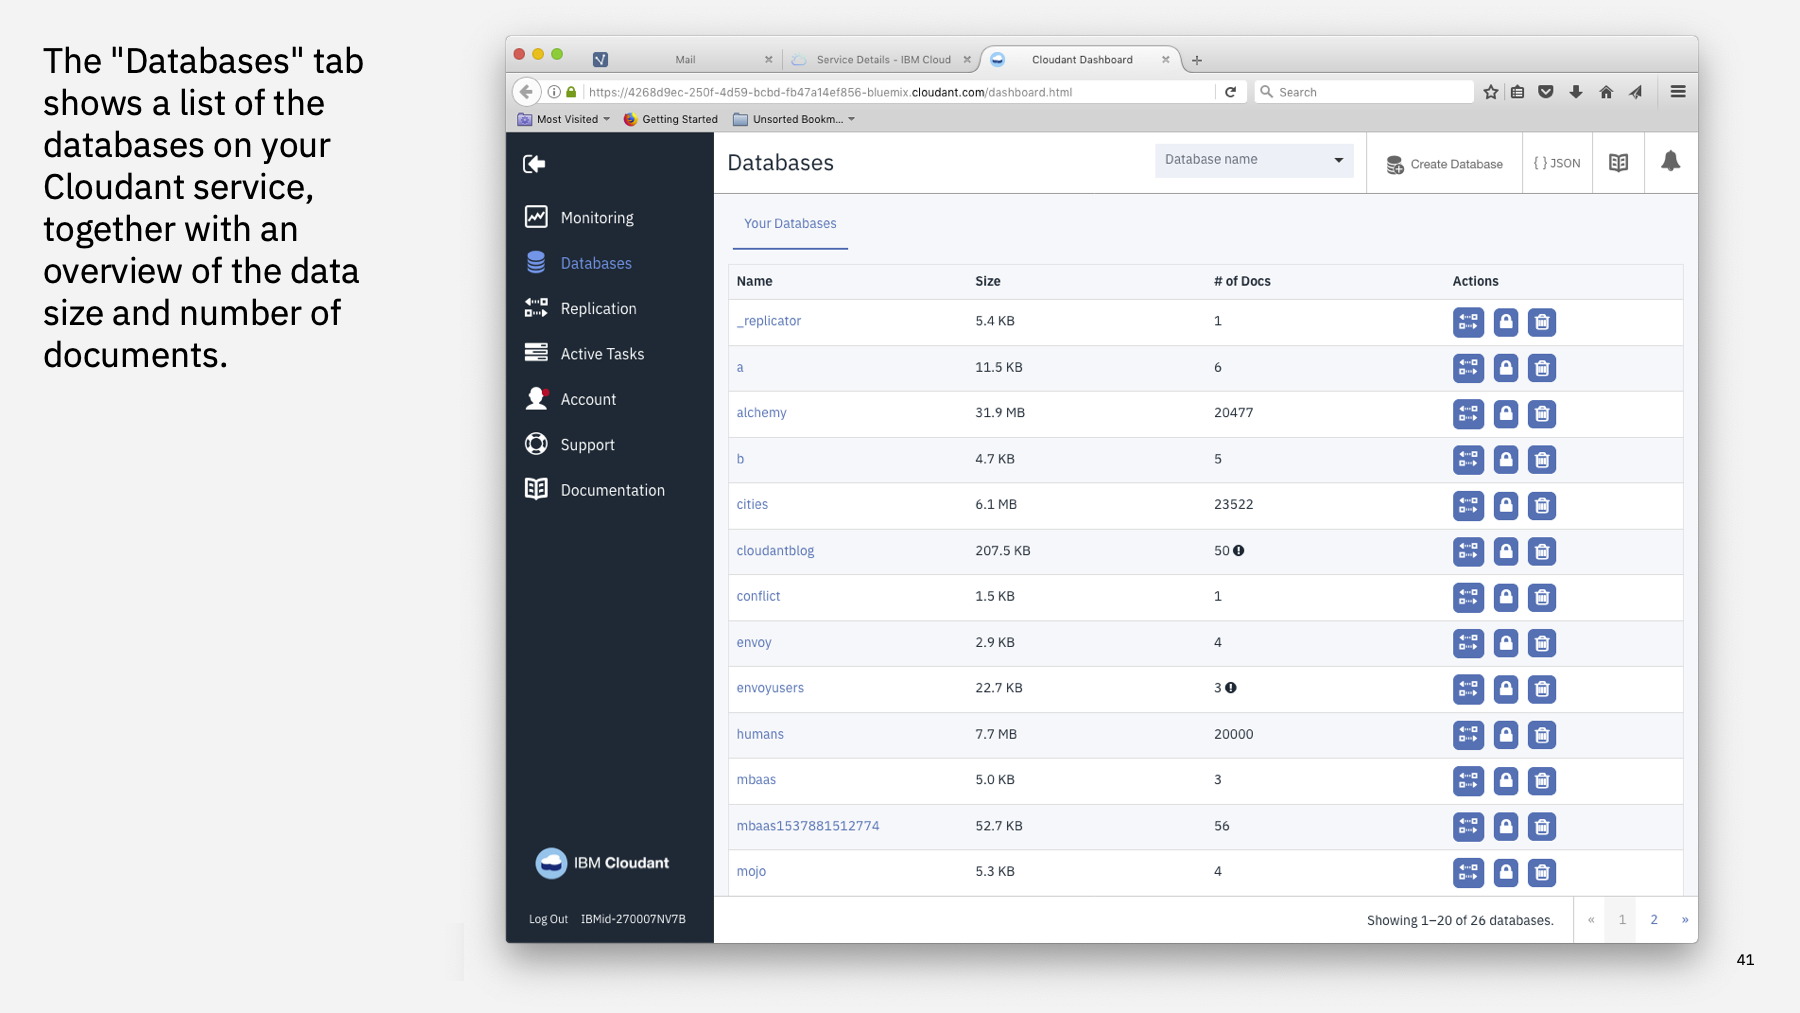 The "Databases" tab
shows a list of the
databases on your
Cloudant service,
together with an
overview of the data
size and number of
documents.
Mail
Service Details - IBM Cloud
Cloudant Dashboard
https://4268d9ec-250f-4d59-bcbd-fb47a14ef856-bluemix.cloudant.com/dashboard.html
Search
Most Visited
Getting Started
Unsorted Bookm...
Monitoring
Databases
Replication
Active Tasks
Account
Support
Documentation
IBM Cloudant
Log Out IBMid-270007NV7B
Databases
Database name
Create Database
{ } JSON
Your Databases
Name Size # of Docs Actions
_replicator 5.4 KB 1
a 11.5 KB 6
alchemy 31.9 MB 20477
b 4.7 KB 5
cities 6.1 MB 23522
cloudantblog 207.5 KB 50
conflict 1.5 KB 1
envoy 2.9 KB 4
envoyusers 22.7 KB 3
humans 7.7 MB 20000
mbaas 5.0 KB 3
mbaas1537881512774 52.7 KB 56
mojo 5.3 KB 4
Showing 1–20 of 26 databases.
« 1 2 »
41